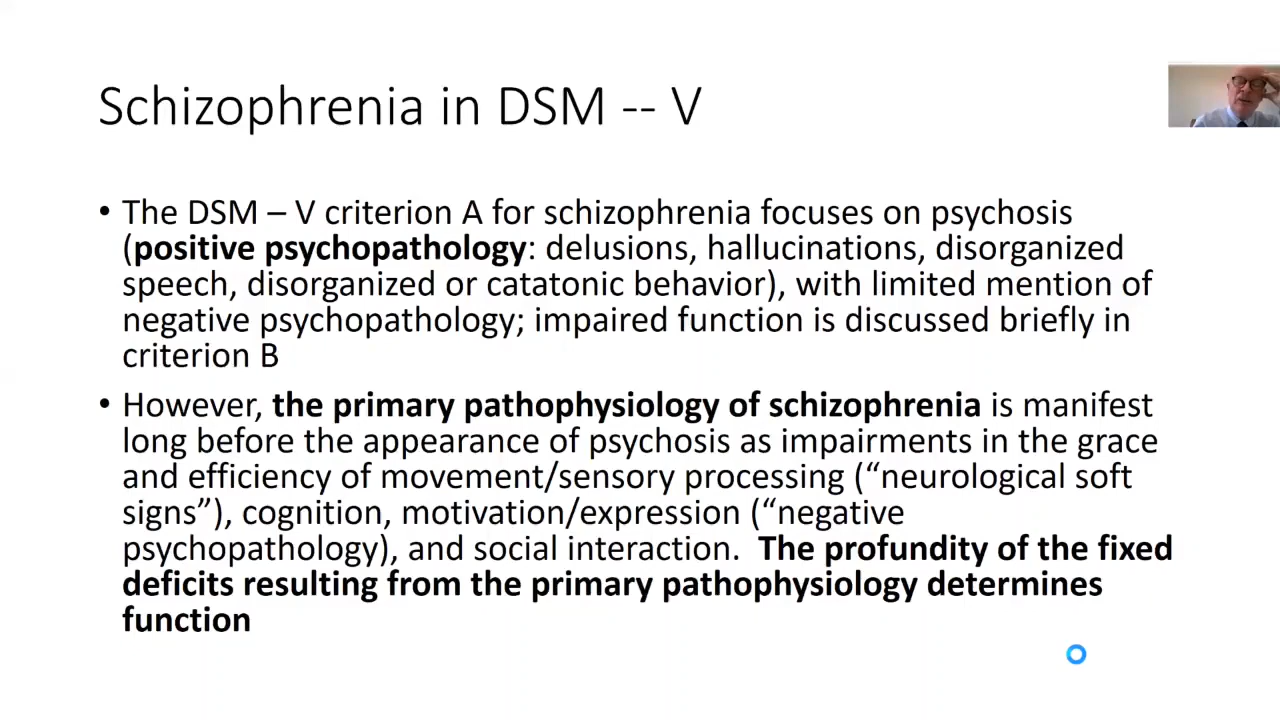 Schizophrenia in DSM -- V
• The DSM – V criterion A for schizophrenia focuses on psychosis
(positive psychopathology: delusions, hallucinations, disorganized
speech, disorganized or catatonic behavior), with limited mention of
negative psychopathology; impaired function is discussed briefly in
criterion B
• However, the primary pathophysiology of schizophrenia is manifest
long before the appearance of psychosis as impairments in the grace
and efficiency of movement/sensory processing (“neurological soft
signs”), cognition, motivation/expression (“negative
psychopathology), and social interaction.  The profundity of the fixed
deficits resulting from the primary pathophysiology determines
function